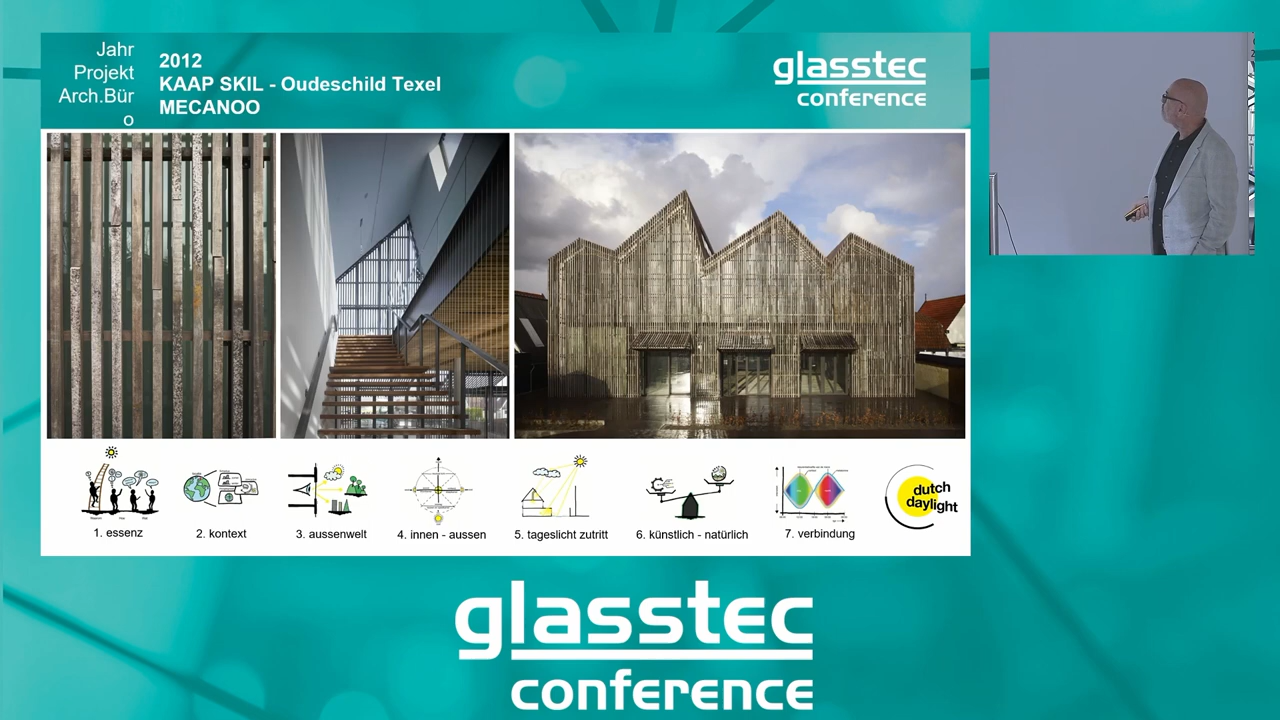 Jahr
Projekt
Arch.Bür
o
2012
KAAP SKIL - Oudeschild Texel
MECANOO
glasstec
conference
1. essenz
2. kontext
3. aussenwelt
4. innen - aussen
5. tageslicht zutritt
6. künstlich - natürlich
7. verbindung
dutch
daylight
glasstec
conference